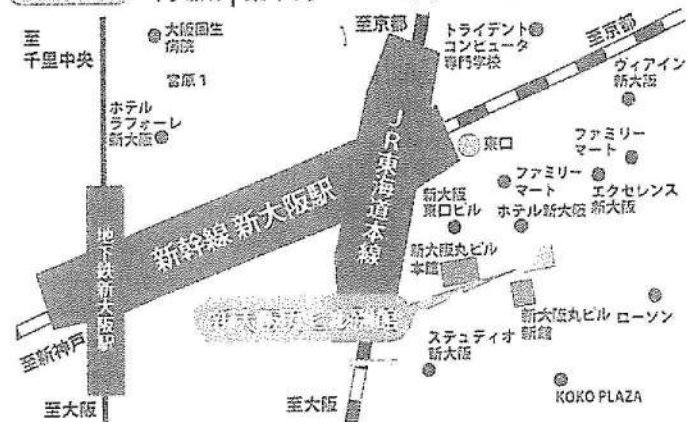 至
千里中央
大阪回生
病院
宮原1
ホテル
ラフォーレ
新大阪
至京都
トライデント
コンピュータ
専門学校
至京都
ヴィアイン
新大阪
JR東海道本線
東口
ファミリー
マート
ファミリー
マート
エクセレンス
新大阪
新大阪
東口ビル
ホテル新大阪
新幹線 新大阪駅
地下鉄新大阪駅
新大阪丸ビル
本館
新大阪丸ビル
新館
ローソン
ステュディオ
新大阪
至新神戸
至大阪
至大阪
KOKO PLAZA